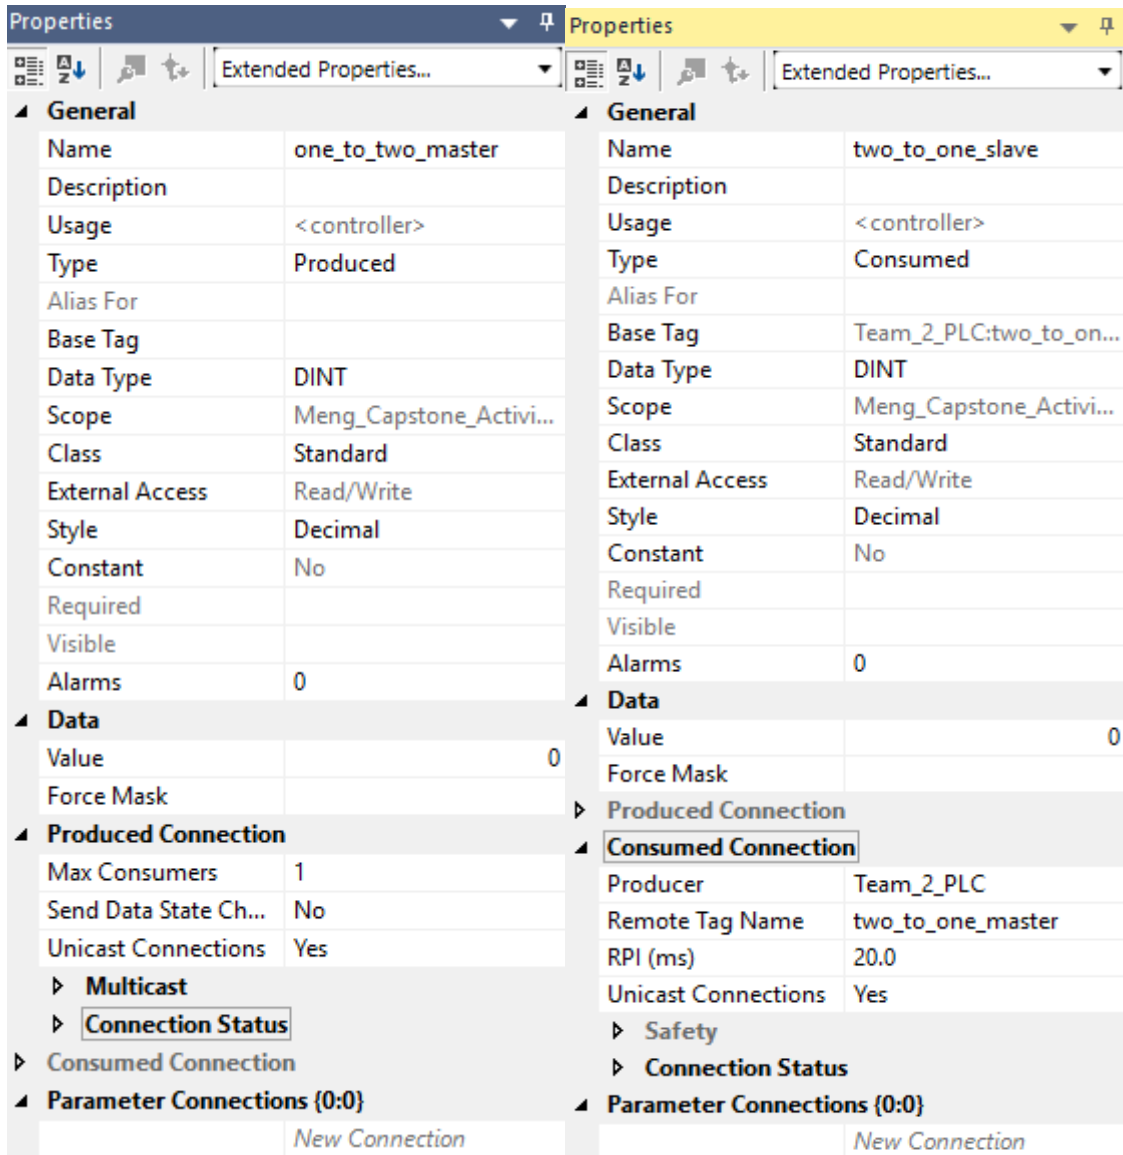 Properties
Extended Properties...
General
Name one_to_two_master
Description
Usage <controller>
Type Produced
Alias For
Base Tag
Data Type DINT
Scope Meng_Capstone_Activi...
Class Standard
External Access Read/Write
Style Decimal
Constant No
Required
Visible
Alarms 0
Data
Value 0
Force Mask
Produced Connection
Max Consumers 1
Send Data State Ch... No
Unicast Connections Yes
Multicast
Connection Status
Consumed Connection
Parameter Connections {0:0}
New Connection
Properties
Extended Properties...
General
Name two_to_one_slave
Description
Usage <controller>
Type Consumed
Alias For
Base Tag Team_2_PLC:two_to_on...
Data Type DINT
Scope Meng_Capstone_Activi...
Class Standard
External Access Read/Write
Style Decimal
Constant No
Required
Visible
Alarms 0
Data
Value 0
Force Mask
Produced Connection
Consumed Connection
Producer Team_2_PLC
Remote Tag Name two_to_one_master
RPI (ms) 20.0
Unicast Connections Yes
Safety
Connection Status
Parameter Connections {0:0}
New Connection